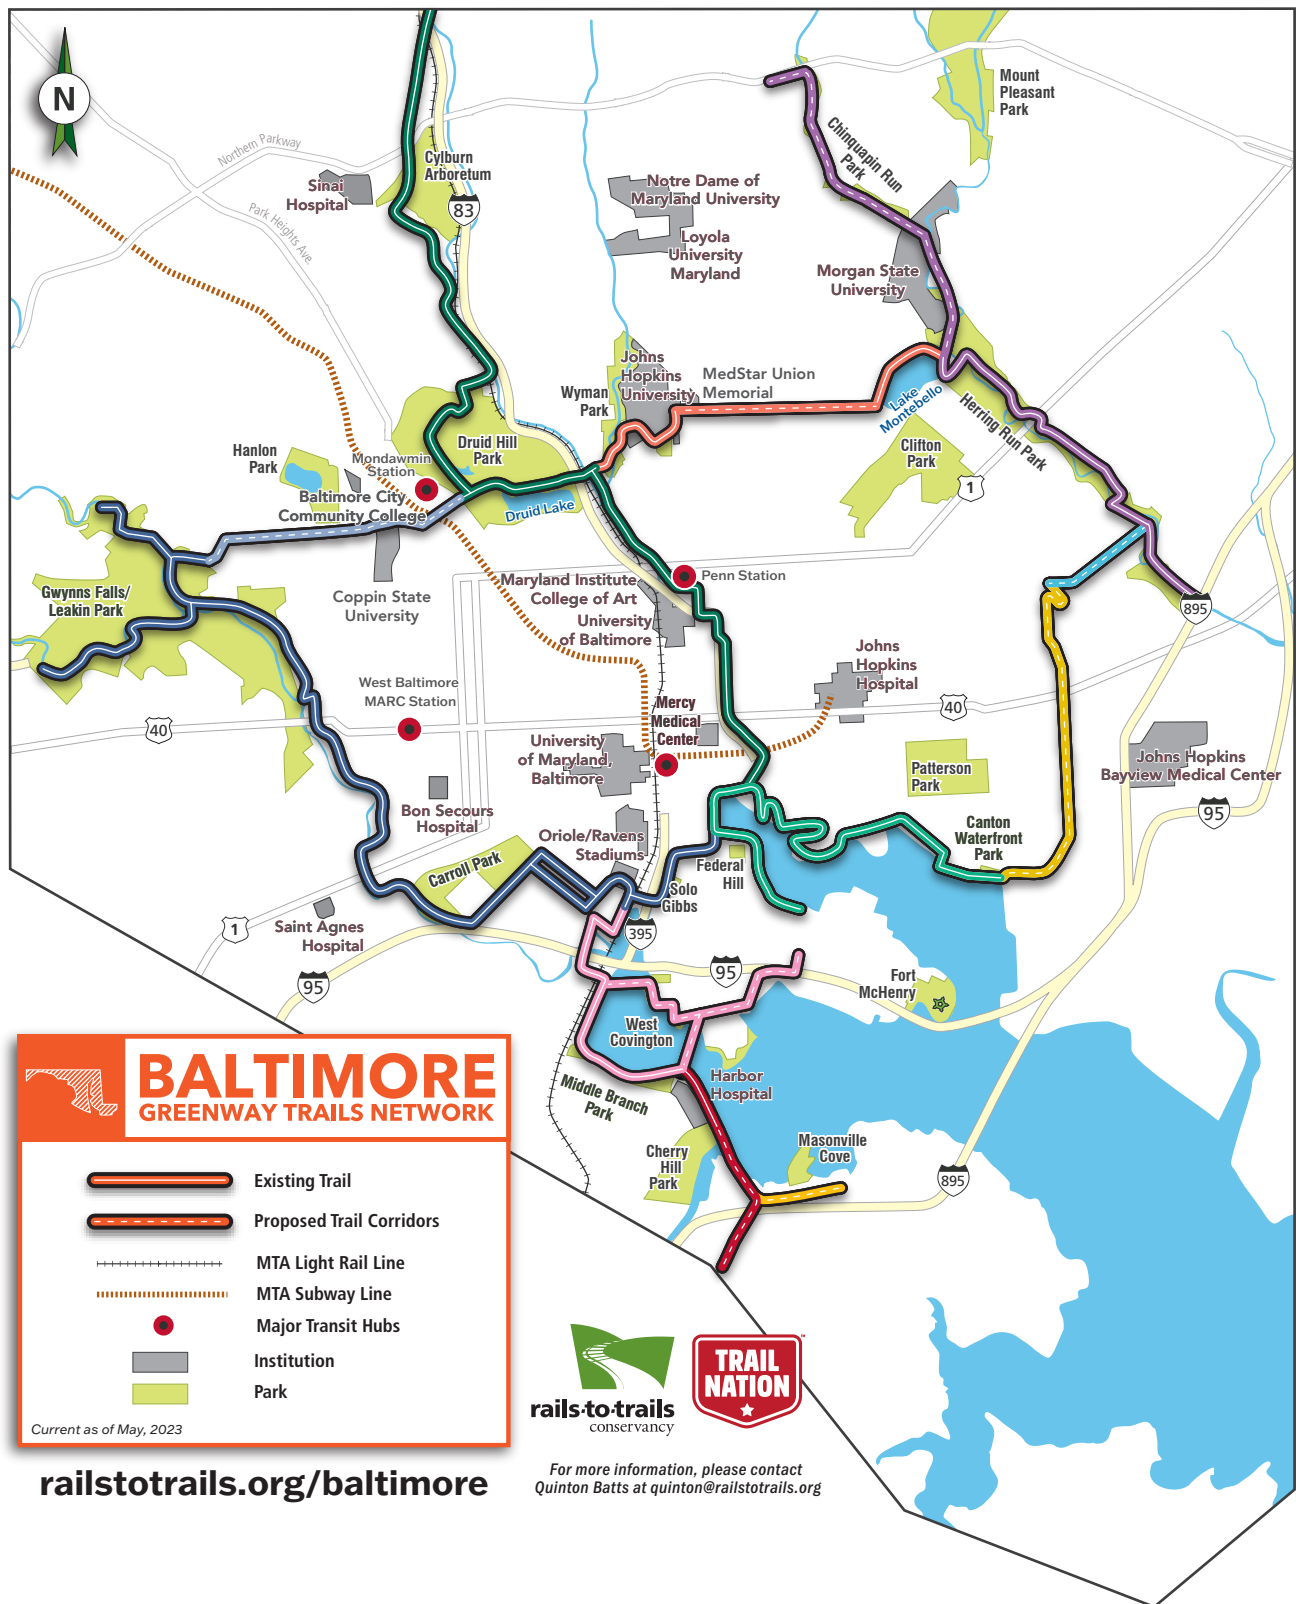 N
Mount
Pleasant
Park
Chinquapin Run
Park
Northern Parkway
Cylburn
Arboretum
Sinai
Hospital
Park Heights Ave.
83
Notre Dame of
Maryland University
Loyola
University
Maryland
Morgan State
University
Johns
Hopkins
University
MedStar Union
Memorial
Wyman
Park
Lake
Montebello
Herring Run Park
Clifton
Park
1
Druid Hill
Park
Hanlon
Park
Mondawmin
Station
Baltimore City
Community College
Druid Lake
Maryland Institute
College of Art
Penn Station
University
of Baltimore
Gwynns Falls/
Leakin Park
Coppin State
University
895
Johns
Hopkins
Hospital
West Baltimore
MARC Station
40
40
Mercy
Medical
Center
University
of Maryland,
Baltimore
Johns Hopkins
Bayview Medical Center
Patterson
Park
95
Bon Secours
Hospital
Oriole/Ravens
Stadiums
Canton
Waterfront
Park
Carroll Park
Federal
Hill
Solo
Gibbs
1
Saint Agnes
Hospital
395
95
95
Fort
McHenry
West
Covington
Harbor
Hospital
Middle Branch
Park
Masonville
Cove
Cherry
Hill
Park
895
BALTIMORE
GREENWAY TRAILS NETWORK
Existing Trail
Proposed Trail Corridors
MTA Light Rail Line
MTA Subway Line
Major Transit Hubs
Institution
Park
Current as of May, 2023
railstotrails.org/baltimore
rails-to-trails
conservancy
TRAIL
NATION
™
For more information, please contact
Quinton Batts at quinton@railstotrails.org